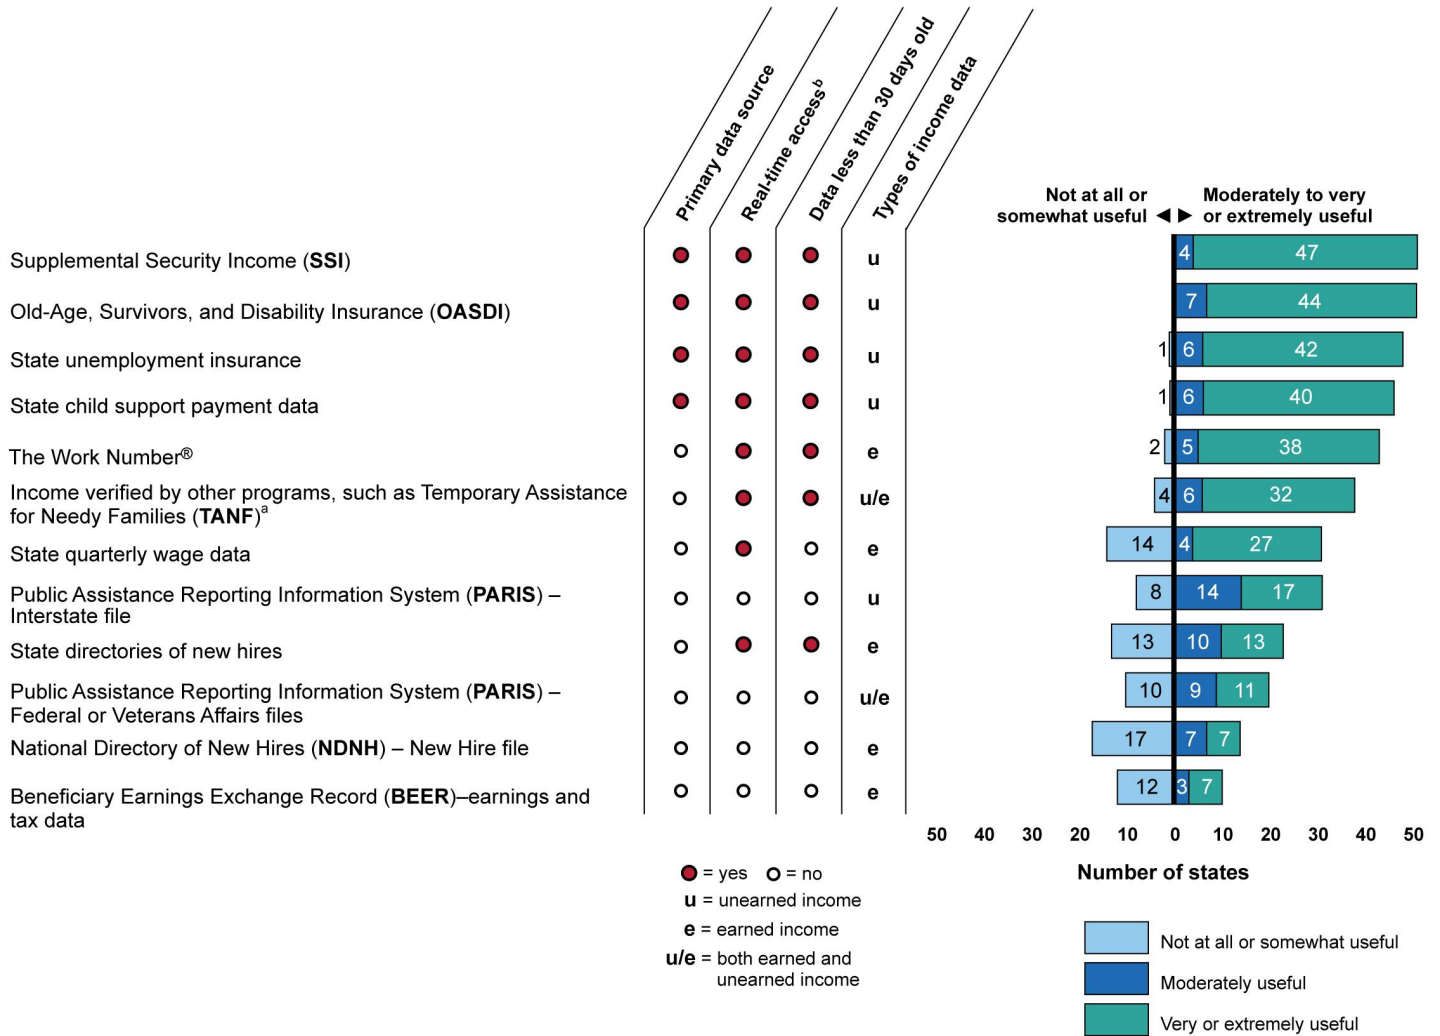 Primary data source
Real-time accessᵇ
Data less than 30 days old
Types of income data
Not at all or
somewhat useful
Moderately to very
or extremely useful
Supplemental Security Income (SSI)
u
4 47
Old-Age, Survivors, and Disability Insurance (OASDI)
u
7 44
State unemployment insurance
u
1 6 42
State child support payment data
u
1 6 40
The Work Number®
e
2 5 38
Income verified by other programs, such as Temporary Assistance
for Needy Families (TANF)ᵃ
u/e
4 6 32
State quarterly wage data
e
14 4 27
Public Assistance Reporting Information System (PARIS) –
Interstate file
u
8 14 17
State directories of new hires
e
13 10 13
Public Assistance Reporting Information System (PARIS) –
Federal or Veterans Affairs files
u/e
10 9 11
National Directory of New Hires (NDNH) – New Hire file
e
17 7 7
Beneficiary Earnings Exchange Record (BEER)–earnings and
tax data
e
12 3 7
50 40 30 20 10 0 10 20 30 40 50
Number of states
= yes = no
u = unearned income
e = earned income
u/e = both earned and
unearned income
Not at all or somewhat useful
Moderately useful
Very or extremely useful